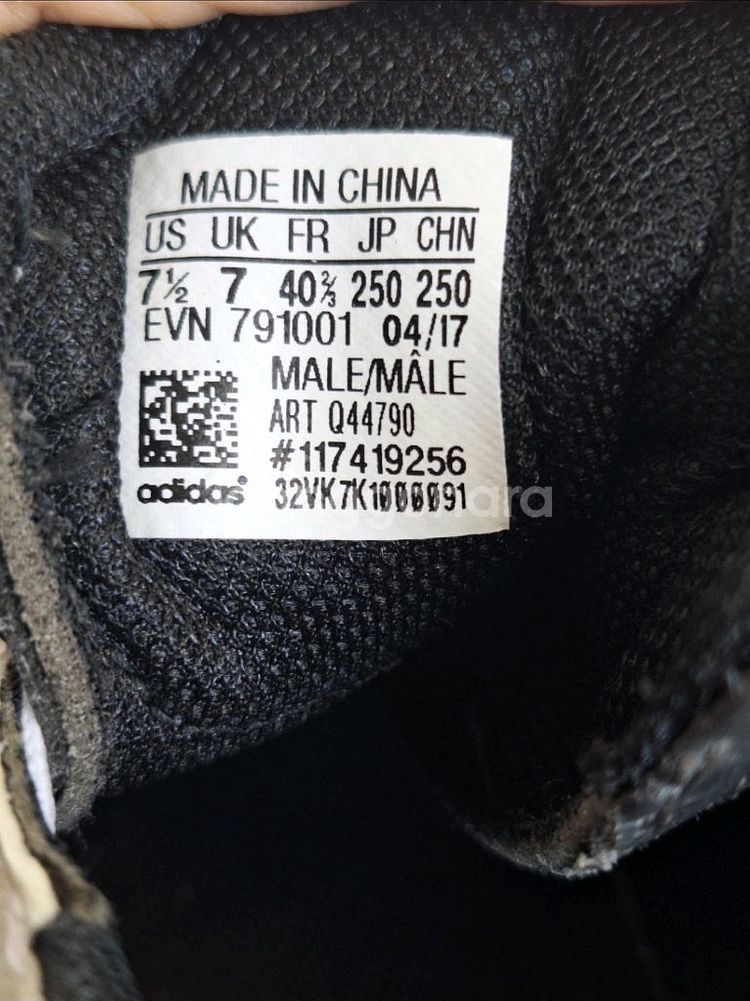 MADE IN CHINA
US UK FR JP CHN
7½ 7 40⅔ 250 250
EVN 791001 04/17
MALE/MÂLE
ART Q44790
#117419256
adidas® 32VK7K1000091